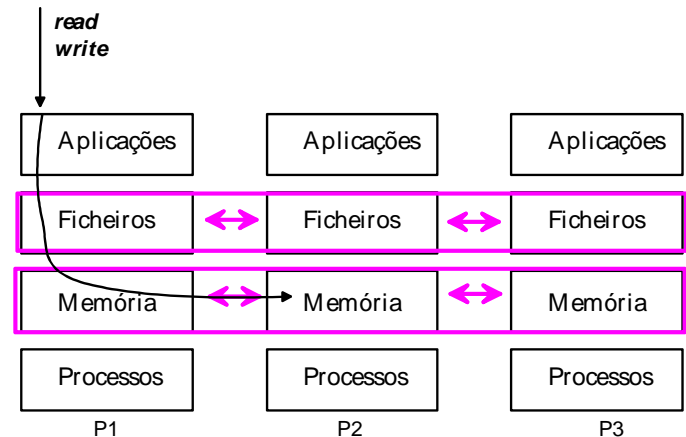 read
write
Aplicações Aplicações Aplicações
Ficheiros Ficheiros Ficheiros
Memória Memória Memória
Processos Processos Processos
P1 P2 P3